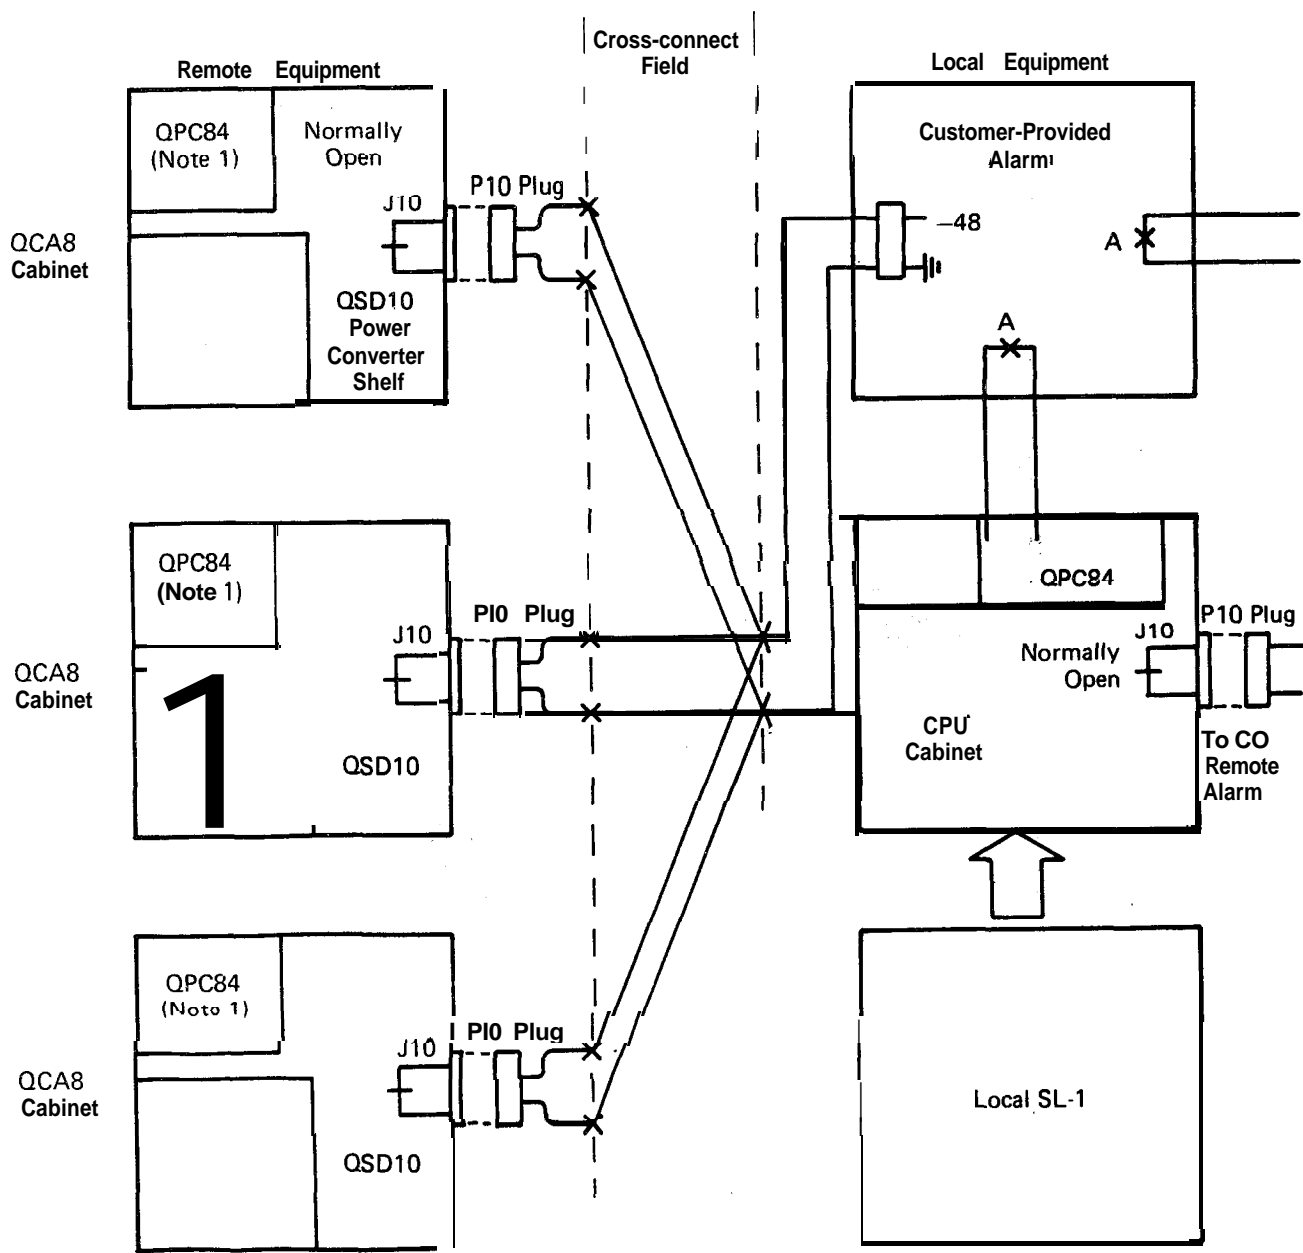 Cross-connect
Field
Remote Equipment
Local Equipment
QPC84
(Note 1)
Normally
Open
P10 Plug
J10
QCA8
Cabinet
QSD10
Power
Converter
Shelf
Customer-Provided
Alarm
-48
A
A
QPC84
(Note 1)
PI0 Plug
J10
QCA8
Cabinet
1
QSD10
QPC84
P10 Plug
J10
Normally
Open
CPU
Cabinet
To CO
Remote
Alarm
QPC84
(Note 1)
PI0 Plug
J10
QCA8
Cabinet
QSD10
Local SL-1